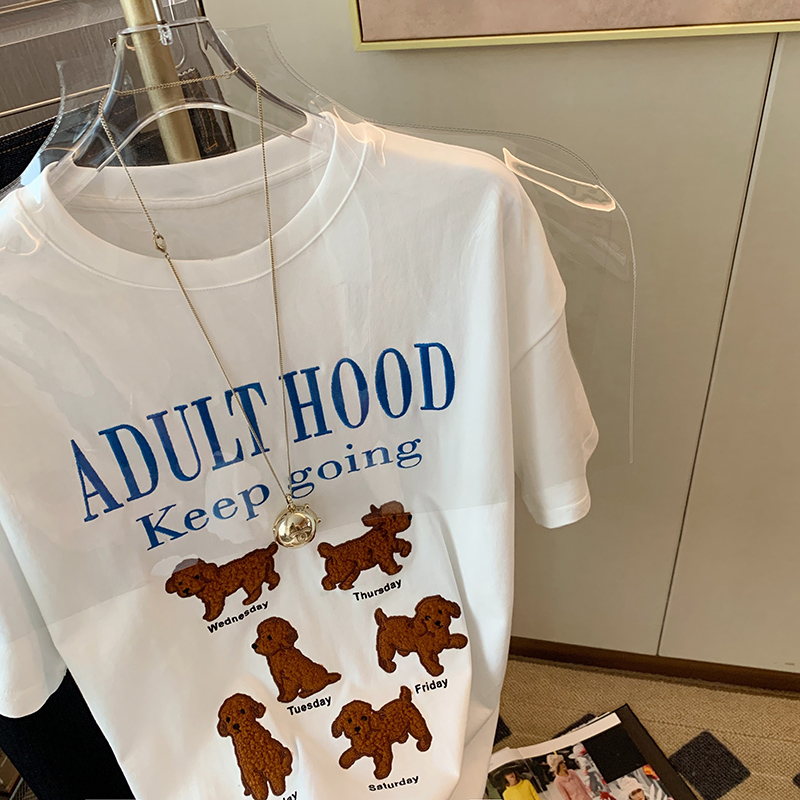 ADULT HOOD
Keep going
Wednesday
Thursday
Tuesday
Friday
Saturday